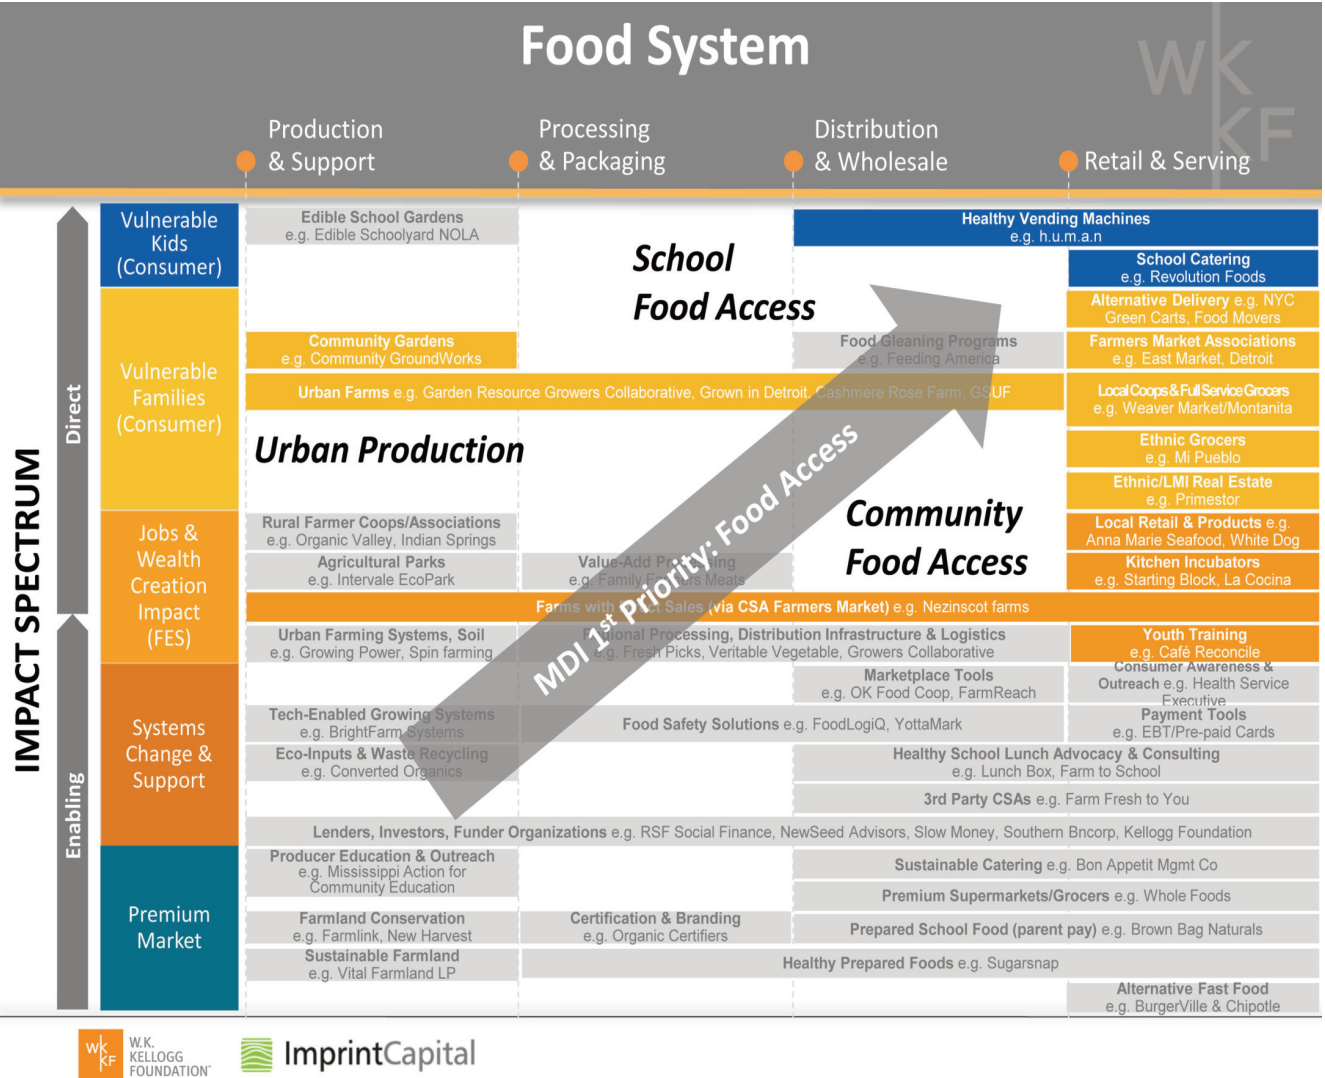 Food System
WK
KF
Production
& Support
Processing
& Packaging
Distribution
& Wholesale
Retail & Serving
IMPACT SPECTRUM
Direct
Enabling
Vulnerable
Kids
(Consumer)
Edible School Gardens
e.g. Edible Schoolyard NOLA
School
Food Access
Healthy Vending Machines
e.g. h.u.m.a.n
School Catering
e.g. Revolution Foods
Vulnerable
Families
(Consumer)
Alternative Delivery e.g. NYC
Green Carts, Food Movers
Community Gardens
e.g. Community GroundWorks
Food Gleaning Programs
e.g. Feeding America
Farmers Market Associations
e.g. East Market, Detroit
Urban Farms e.g. Garden Resource Growers Collaborative, Grown in Detroit, Cashmere Rose Farm, GSUF
Local Coops & Full Service Grocers
e.g. Weaver Market/Montanita
Urban Production
Ethnic Grocers
e.g. Mi Pueblo
Ethnic/LMI Real Estate
e.g. Primestor
MDI 1st Priority: Food Access
Community
Food Access
Jobs &
Wealth
Creation
Impact
(FES)
Rural Farmer Coops/Associations
e.g. Organic Valley, Indian Springs
Local Retail & Products e.g.
Anna Marie Seafood, White Dog
Agricultural Parks
e.g. Intervale EcoPark
Value-Add Processing
e.g. Family Farmers Meats
Kitchen Incubators
e.g. Starting Block, La Cocina
Farms with Direct Sales (via CSA Farmers Market) e.g. Nezinscot farms
Urban Farming Systems, Soil
e.g. Growing Power, Spin farming
Regional Processing, Distribution Infrastructure & Logistics
e.g. Fresh Picks, Veritable Vegetable, Growers Collaborative
Youth Training
e.g. Café Reconcile
Systems
Change &
Support
Marketplace Tools
e.g. OK Food Coop, FarmReach
Consumer Awareness &
Outreach e.g. Health Service
Executive
Tech-Enabled Growing Systems
e.g. BrightFarm Systems
Food Safety Solutions e.g. FoodLogiQ, YottaMark
Payment Tools
e.g. EBT/Pre-paid Cards
Eco-Inputs & Waste Recycling
e.g. Converted Organics
Healthy School Lunch Advocacy & Consulting
e.g. Lunch Box, Farm to School
3rd Party CSAs e.g. Farm Fresh to You
Lenders, Investors, Funder Organizations e.g. RSF Social Finance, NewSeed Advisors, Slow Money, Southern Bncorp, Kellogg Foundation
Premium
Market
Producer Education & Outreach
e.g. Mississippi Action for
Community Education
Sustainable Catering e.g. Bon Appetit Mgmt Co
Premium Supermarkets/Grocers e.g. Whole Foods
Farmland Conservation
e.g. Farmlink, New Harvest
Certification & Branding
e.g. Organic Certifiers
Prepared School Food (parent pay) e.g. Brown Bag Naturals
Sustainable Farmland
e.g. Vital Farmland LP
Healthy Prepared Foods e.g. Sugarsnap
Alternative Fast Food
e.g. BurgerVille & Chipotle
WK
KF
W.K.
KELLOGG
FOUNDATION
ImprintCapital